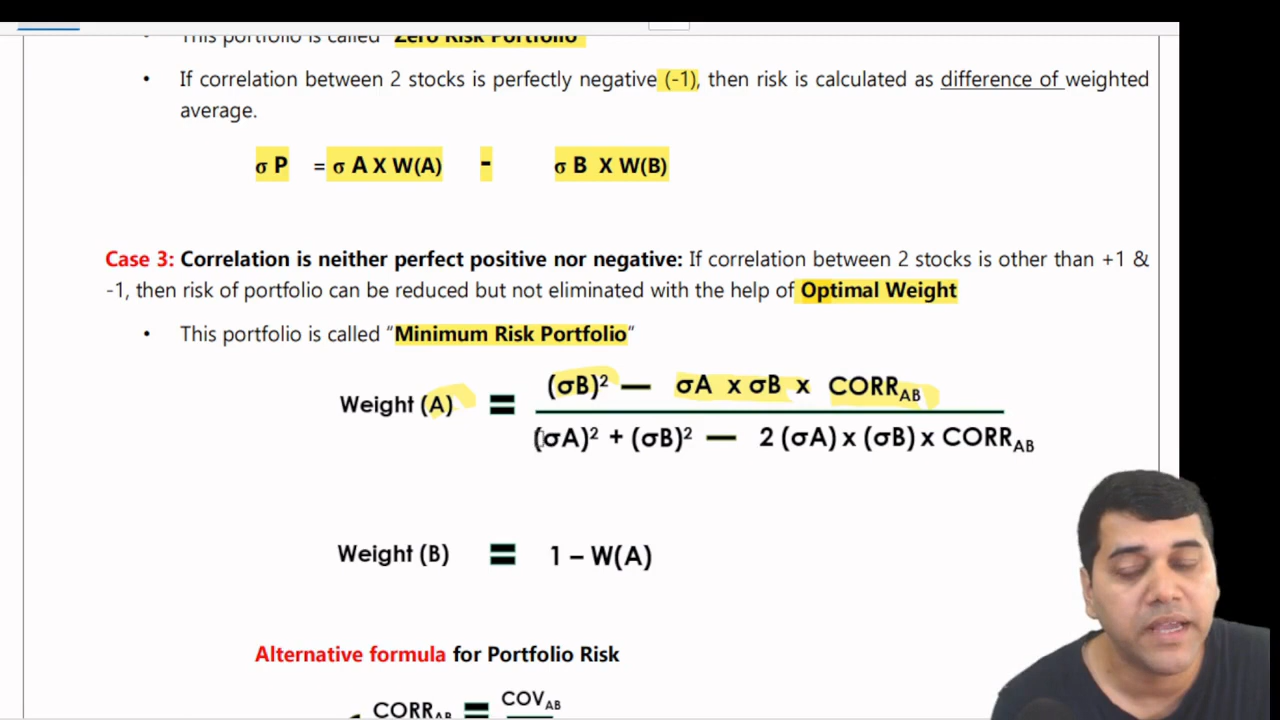 • This portfolio is called "Zero Risk Portfolio"
• If correlation between 2 stocks is perfectly negative (-1), then risk is calculated as difference of weighted
average.
σ P = σ A X W(A) - σ B X W(B)
Case 3: Correlation is neither perfect positive nor negative: If correlation between 2 stocks is other than +1 &
-1, then risk of portfolio can be reduced but not eliminated with the help of Optimal Weight
• This portfolio is called "Minimum Risk Portfolio"
(σB)² — σA x σB x CORR_AB
Weight (A) =
(σA)² + (σB)² — 2 (σA) x (σB) x CORR_AB
Weight (B) = 1 – W(A)
Alternative formula for Portfolio Risk
CORR_AB = COV_AB